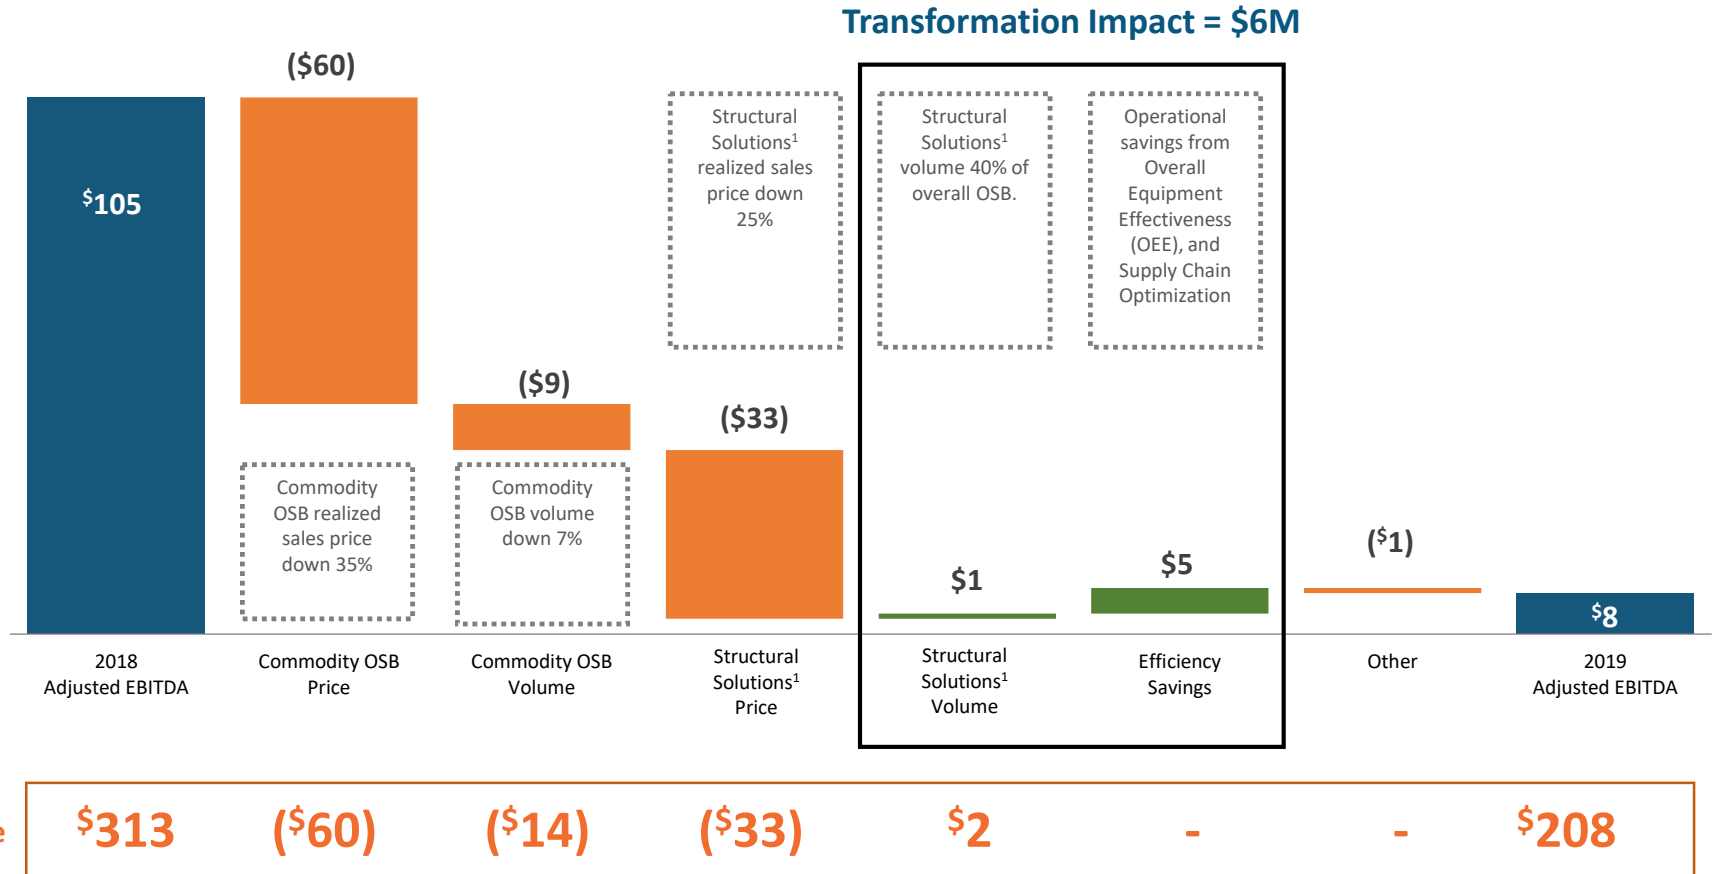 Transformation Impact = $6M
($60)
$105
Structural
Solutions1
realized sales
price down
25%
Structural
Solutions1
volume 40% of
overall OSB.
Operational
savings from
Overall
Equipment
Effectiveness
(OEE), and
Supply Chain
Optimization
($9)
($33)
Commodity
OSB realized
sales price
down 35%
Commodity
OSB volume
down 7%
$1
$5
($1)
$8
2018
Adjusted EBITDA
Commodity OSB
Price
Commodity OSB
Volume
Structural
Solutions1
Price
Structural
Solutions1
Volume
Efficiency
Savings
Other
2019
Adjusted EBITDA
$313 ($60) ($14) ($33) $2 - - $208